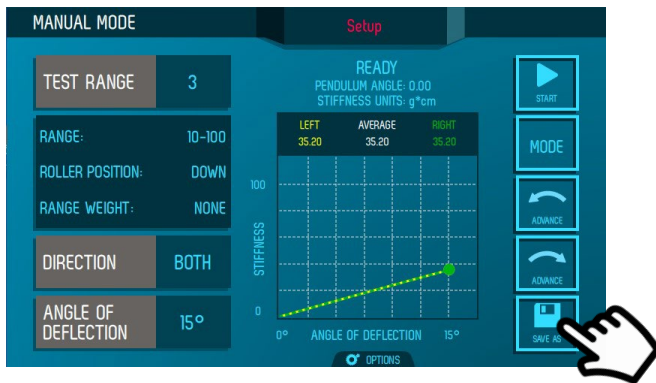 MANUAL MODE
Setup
TEST RANGE 3
RANGE: 10-100
ROLLER POSITION: DOWN
RANGE WEIGHT: NONE
DIRECTION BOTH
ANGLE OF
DEFLECTION 15°
READY
PENDULUM ANGLE: 0.00
STIFFNESS UNITS: g*cm
LEFT AVERAGE RIGHT
35.20 35.20 35.20
100
STIFFNESS
0
0° ANGLE OF DEFLECTION 15°
OPTIONS
START
MODE
ADVANCE
ADVANCE
SAVE AS